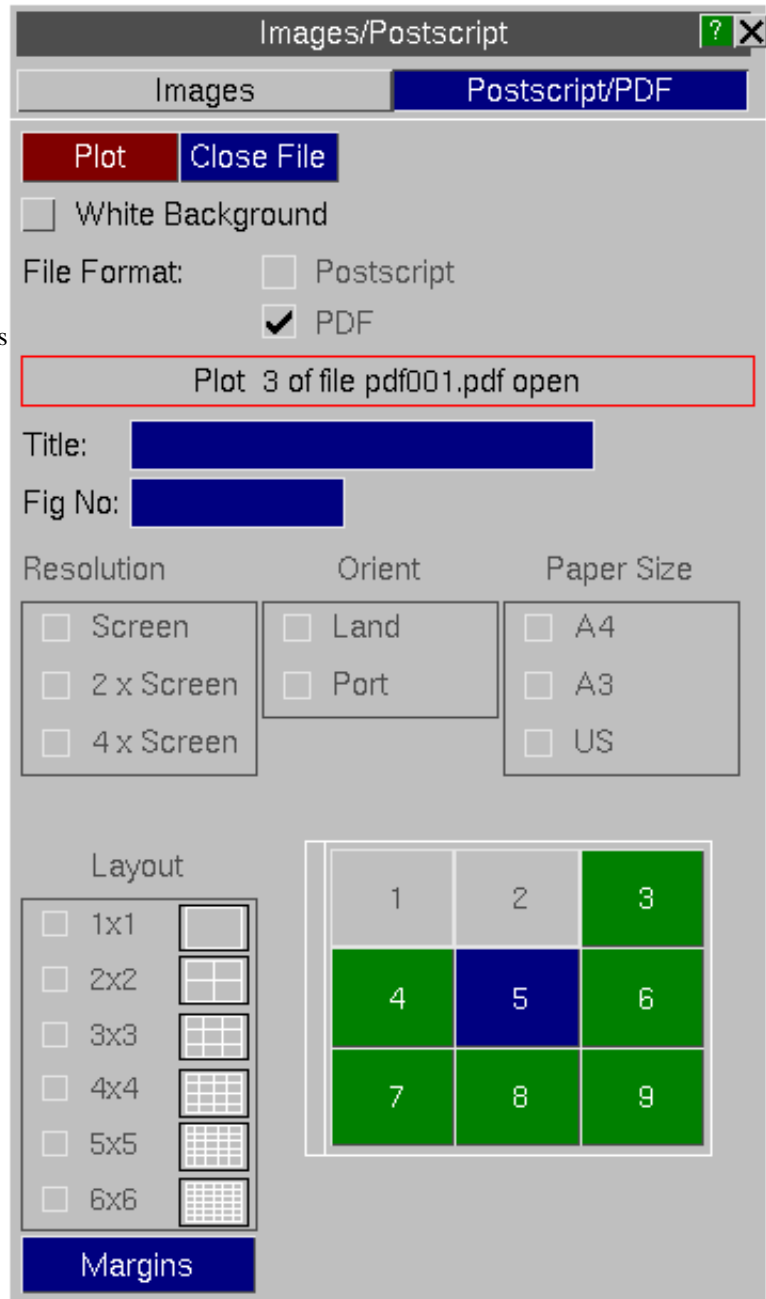 Images/Postscript ? X
Images Postscript/PDF
Plot Close File
White Background
File Format: Postscript
PDF
s
Plot 3 of file pdf001.pdf open
Title:
Fig No:
Resolution Orient Paper Size
Screen Land A4
2 x Screen Port A3
4 x Screen US
Layout
1x1
2x2
3x3
4x4
5x5
6x6
1 2 3
4 5 6
7 8 9
Margins